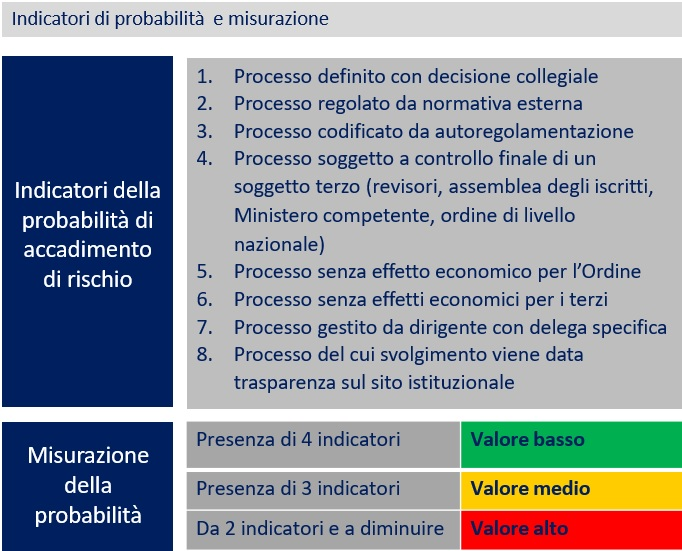 Indicatori di probabilità e misurazione
Indicatori della
probabilità di
accadimento
di rischio
1. Processo definito con decisione collegiale
2. Processo regolato da normativa esterna
3. Processo codificato da autoregolamentazione
4. Processo soggetto a controllo finale di un
soggetto terzo (revisori, assemblea degli iscritti,
Ministero competente, ordine di livello
nazionale)
5. Processo senza effetto economico per l’Ordine
6. Processo senza effetti economici per i terzi
7. Processo gestito da dirigente con delega specifica
8. Processo del cui svolgimento viene data
trasparenza sul sito istituzionale
Misurazione
della
probabilità
Presenza di 4 indicatori Valore basso
Presenza di 3 indicatori Valore medio
Da 2 indicatori e a diminuire Valore alto